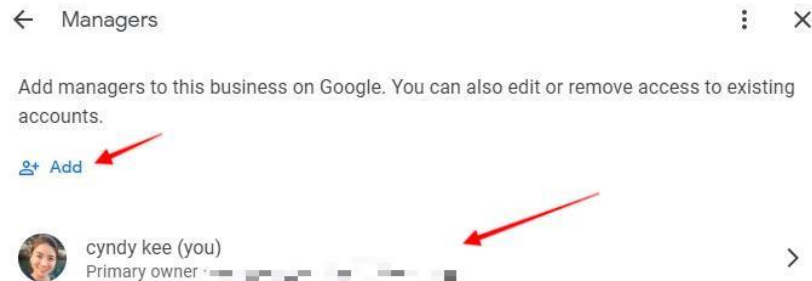 Managers
Add managers to this business on Google. You can also edit or remove access to existing
accounts.
Add
cyndy kee (you)
Primary owner ·